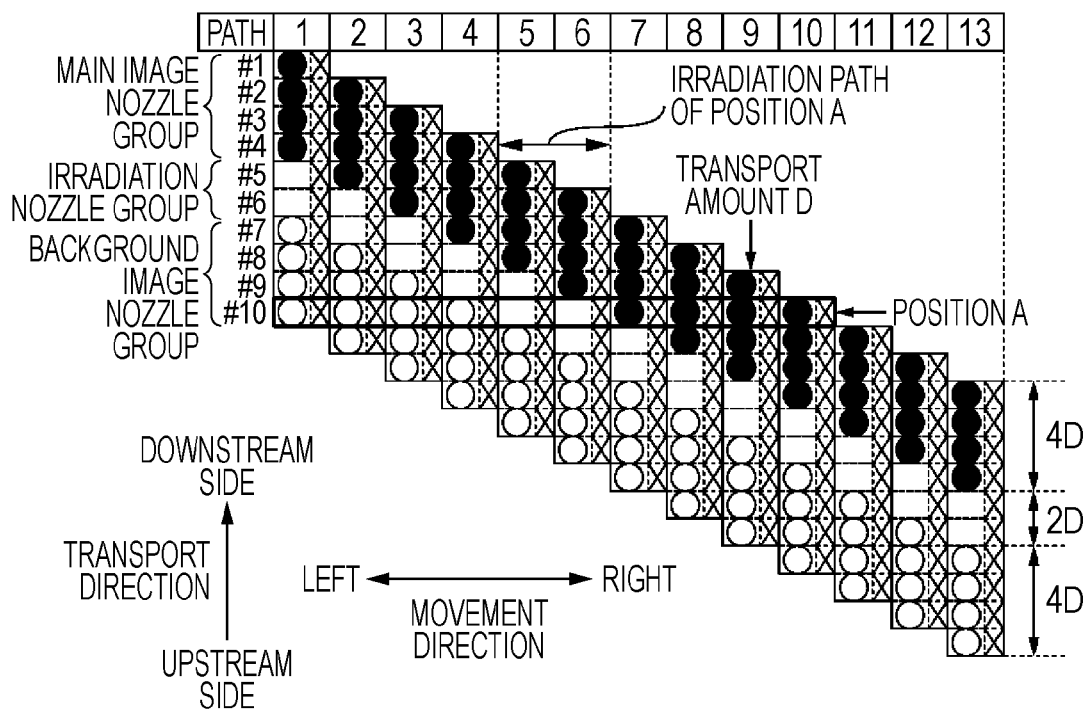 PATH 1 2 3 4 5 6 7 8 9 10 11 12 13
MAIN IMAGE
NOZZLE
GROUP
#1
#2
#3
#4
IRRADIATION
NOZZLE GROUP
#5
#6
BACKGROUND
IMAGE
NOZZLE
GROUP
#7
#8
#9
#10
IRRADIATION PATH
OF POSITION A
TRANSPORT
AMOUNT D
POSITION A
4D
2D
4D
DOWNSTREAM
SIDE
TRANSPORT
DIRECTION
UPSTREAM
SIDE
LEFT
RIGHT
MOVEMENT
DIRECTION